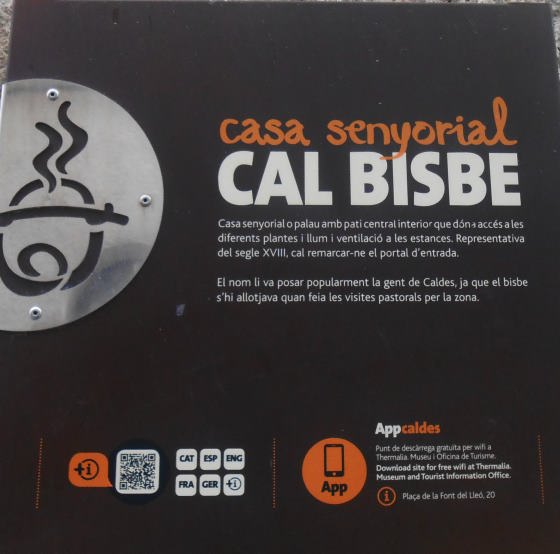 casa senyorial
CAL BISBE
Casa senyorial o palau amb pati central interior que dóna accés a les
diferents plantes i llum i ventilació a les estances. Representativa
del segle XVIII, cal remarcar-ne el portal d'entrada.
El nom li va posar popularment la gent de Caldes, ja que el bisbe
s'hi allotjava quan feia les visites pastorals per la zona.
+i
CAT ESP ENG
FRA GER +i
App
Appcaldes
Punt de descàrrega gratuïta per wifi a
Thermalia. Museu i Oficina de Turisme.
Download site for free wifi at Thermalia.
Museum and Tourist Information Office.
i Plaça de la Font del Lleó, 20